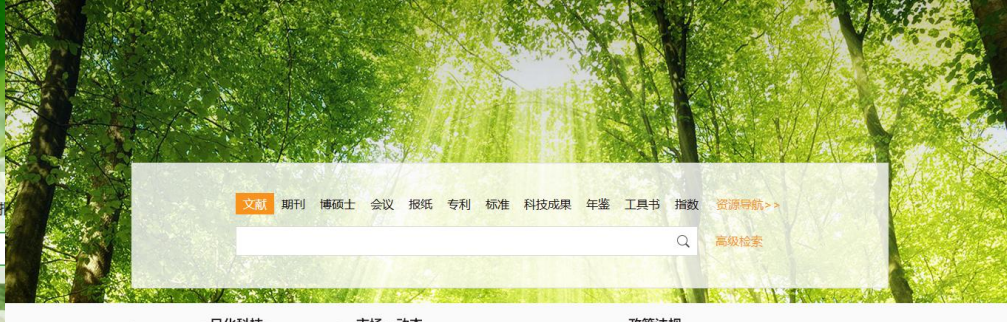 文献 期刊 博硕士 会议 报纸 专利 标准 科技成果 年鉴 工具书 指数 资源导航>>
高级检索